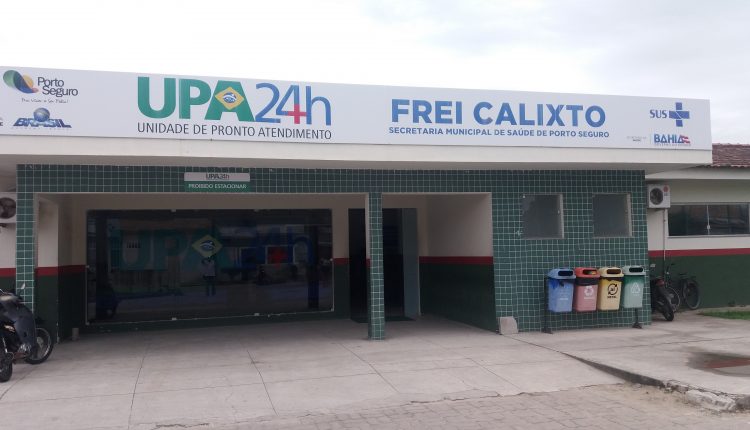 Porto
Seguro
BRASIL
UPA24h
UNIDADE DE PRONTO ATENDIMENTO
FREI CALIXTO
SECRETARIA MUNICIPAL DE SAÚDE DE PORTO SEGURO
SUS
BAHIA
UPA24h
PROIBIDO ESTACIONAR
UPA24h